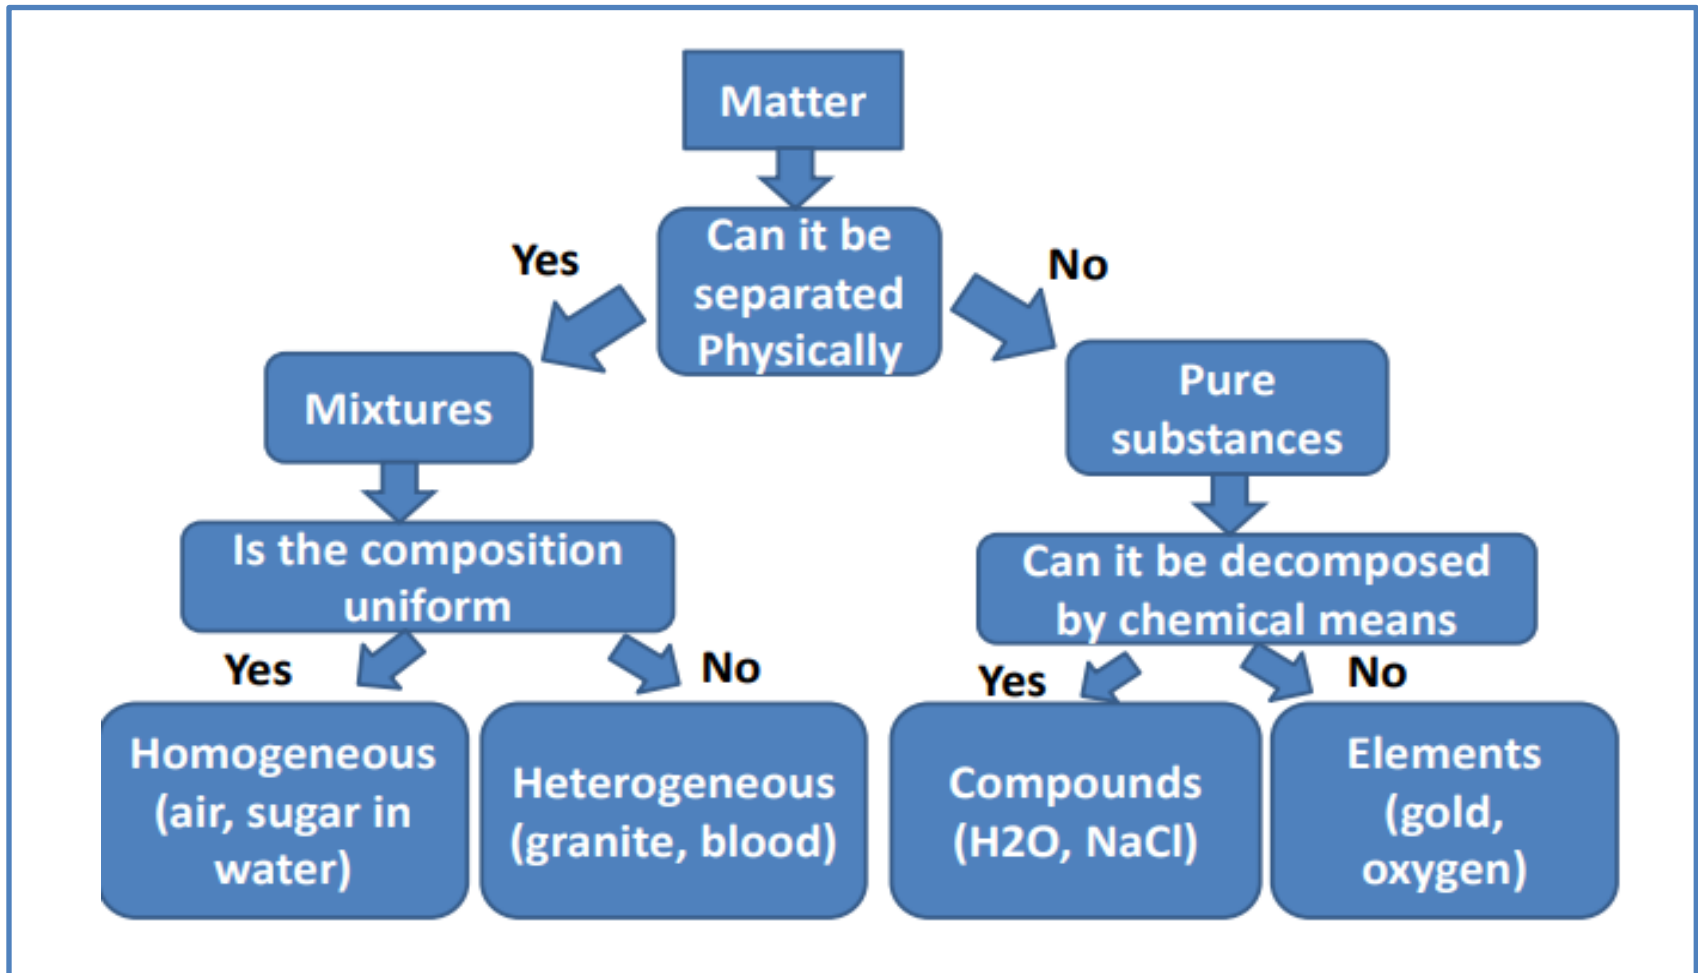 Matter
Can it be
separated
Physically
Yes
No
Mixtures
Pure
substances
Is the composition
uniform
Can it be decomposed
by chemical means
Yes
No
Yes
No
Homogeneous
(air, sugar in
water)
Heterogeneous
(granite, blood)
Compounds
(H2O, NaCl)
Elements
(gold,
oxygen)